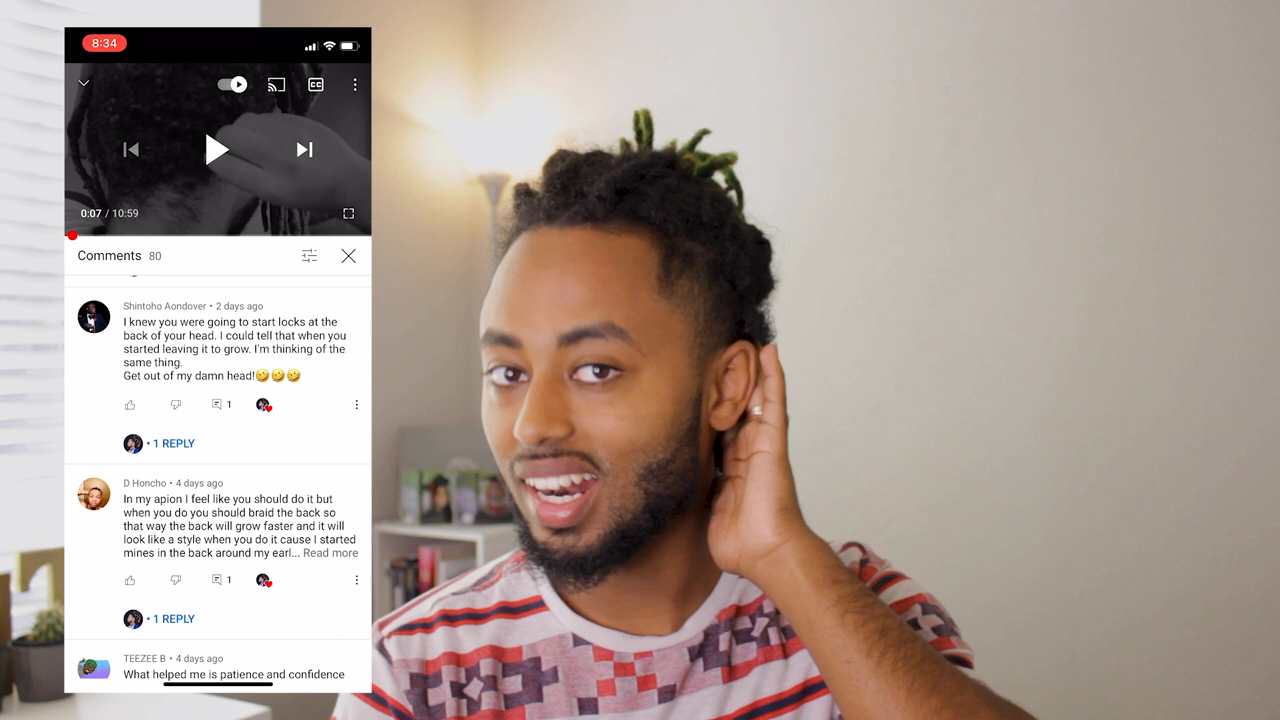 8:34
CC
0:07 / 10:59
Comments 80
Shintoho Aondover • 2 days ago
I knew you were going to start locks at the
back of your head. I could tell that when you
started leaving it to grow. I'm thinking of the
same thing.
Get out of my damn head!🤣🤣🤣
1
• 1 REPLY
D Honcho • 4 days ago
In my apion I feel like you should do it but
when you do you should braid the back so
that way the back will grow faster and it will
look like a style when you do it cause I started
mines in the back around my earl... Read more
1
• 1 REPLY
TEEZEE B • 4 days ago
What helped me is patience and confidence